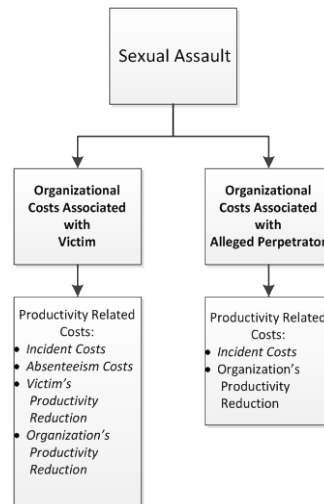 Sexual Assault
Organizational
Costs Associated
with
Victim
Organizational
Costs Associated
with
Alleged Perpetrator
Productivity Related
Costs:
• Incident Costs
• Absenteeism Costs
• Victim's
Productivity
Reduction
• Organization's
Productivity
Reduction
Productivity Related
Costs:
• Incident Costs
• Organization's
Productivity
Reduction